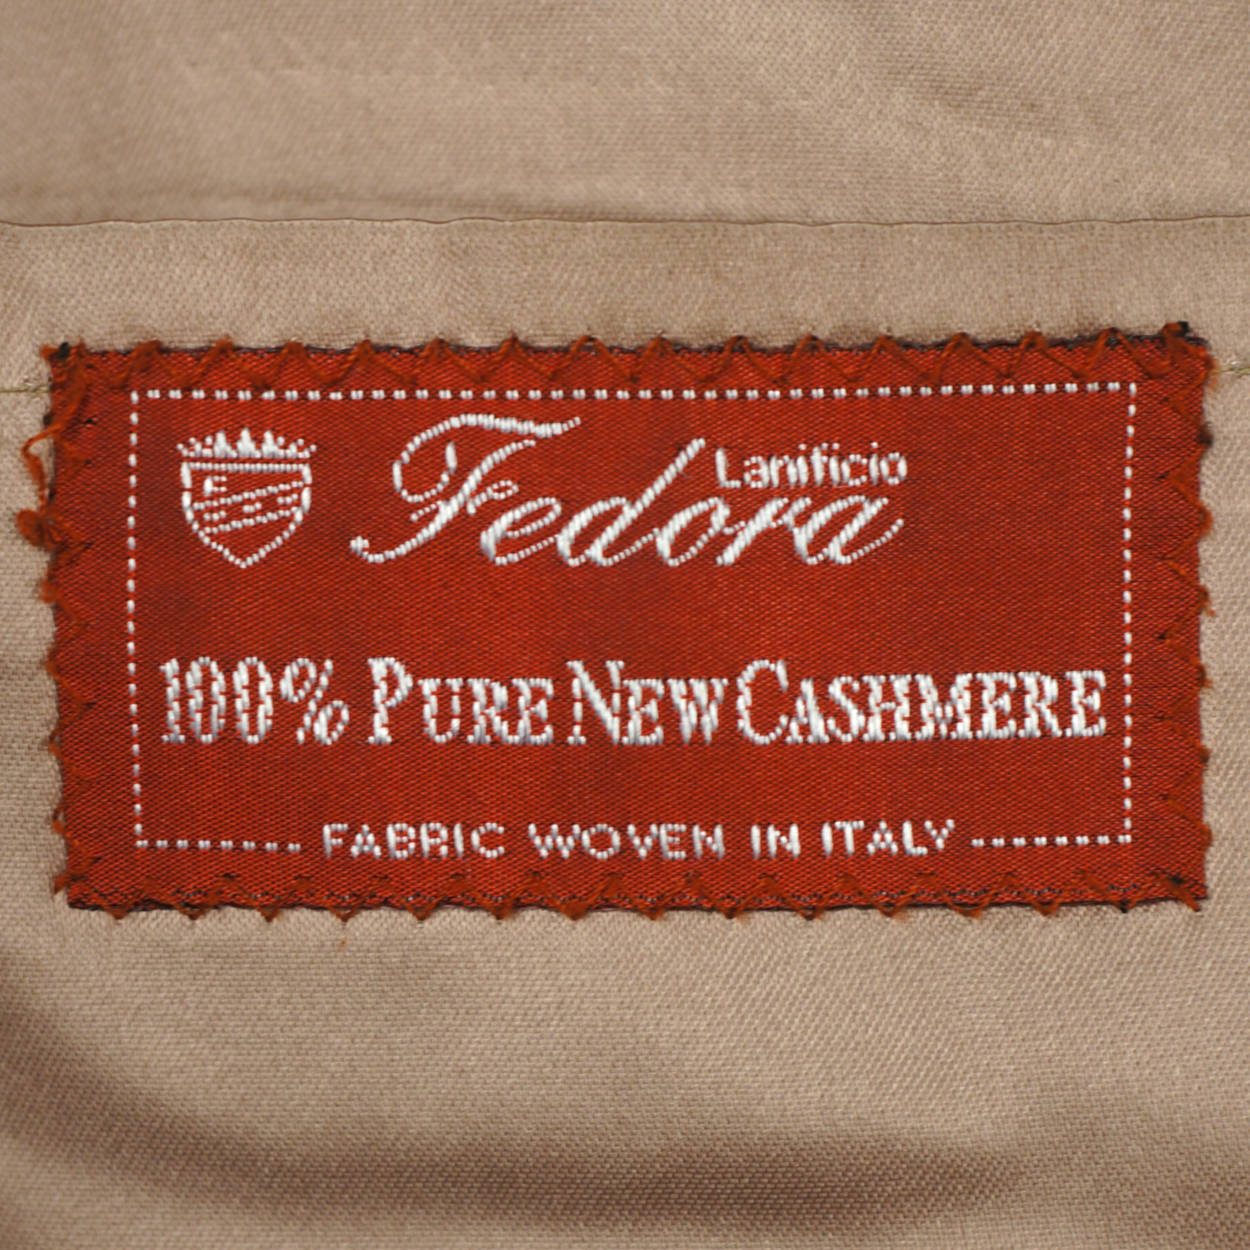 Lanificio
Fedora
100% PURE NEW CASHMERE
FABRIC WOVEN IN ITALY